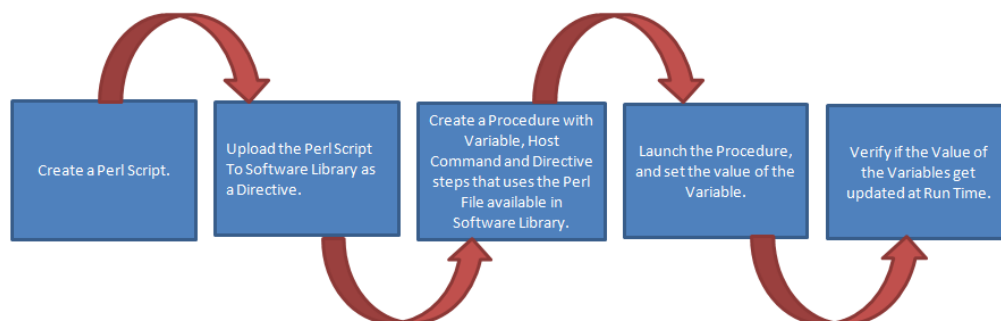 Create a Perl Script.
Upload the Perl Script
To Software Library as
a Directive.
Create a Procedure with
Variable, Host
Command and Directive
steps that uses the Perl
File available in
Software Library.
Launch the Procedure,
and set the value of the
Variable.
Verify if the Value of
the Variables get
updated at Run Time.